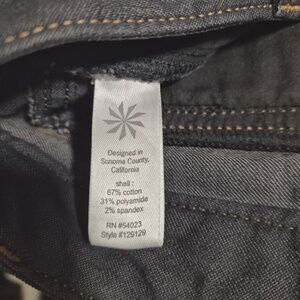 Designed in
Sonoma County,
California
shell :
67% cotton
31% polyamide
2% spandex
RN #54023
Style #129129